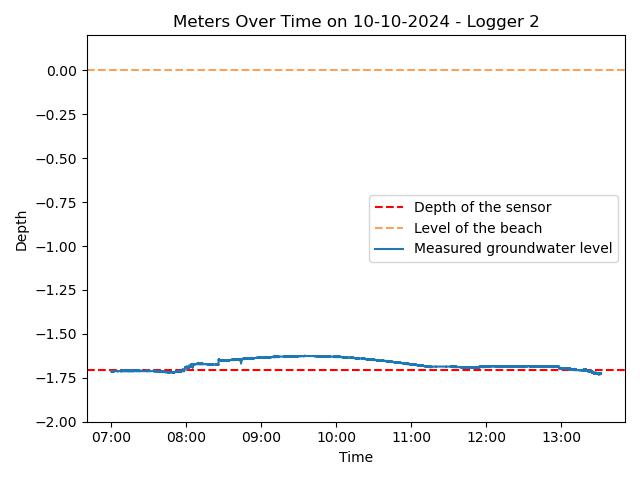 Meters Over Time on 10-10-2024 - Logger 2
0.00
−0.25
−0.50
−0.75
−1.00
−1.25
−1.50
−1.75
−2.00
Depth
Depth of the sensor
Level of the beach
Measured groundwater level
07:00 08:00 09:00 10:00 11:00 12:00 13:00
Time